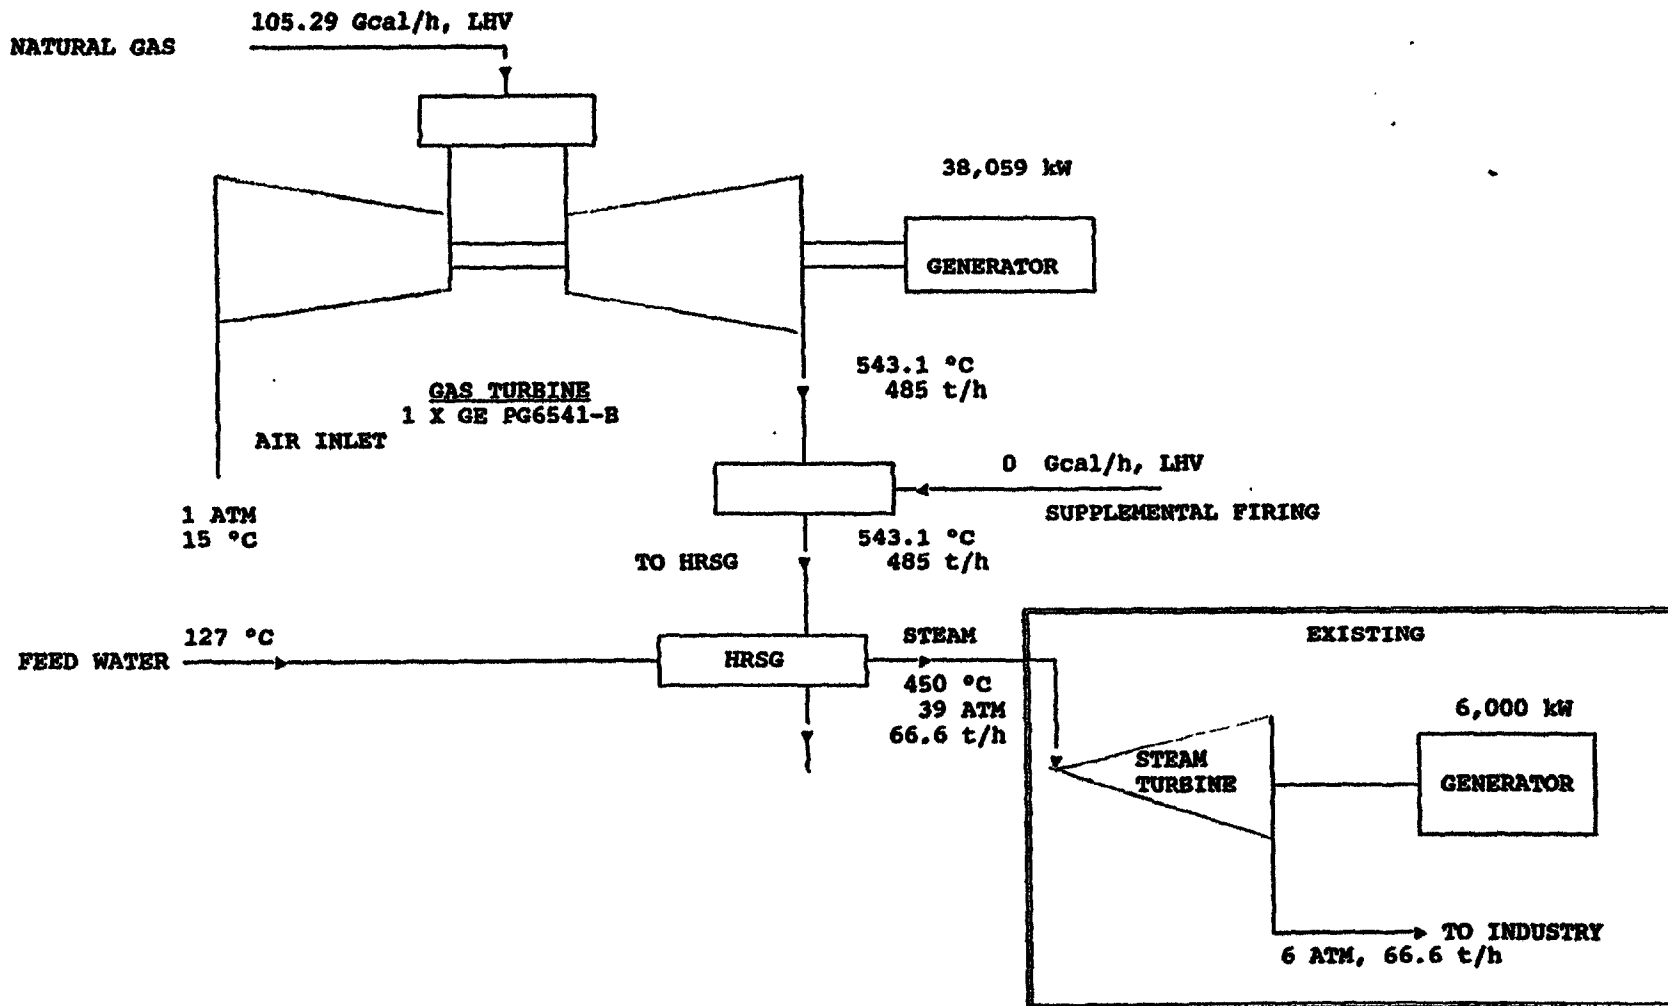 105.29 Gcal/h, LHV
NATURAL GAS
38,059 kW
GENERATOR
543.1 °C
485 t/h
GAS TURBINE
1 X GE PG6541-B
AIR INLET
0 Gcal/h, LHV
SUPPLEMENTAL FIRING
1 ATM
15 °C
543.1 °C
485 t/h
TO HRSG
127 °C
FEED WATER
HRSG
STEAM
450 °C
39 ATM
66.6 t/h
EXISTING
6,000 kW
STEAM
TURBINE
GENERATOR
TO INDUSTRY
6 ATM, 66.6 t/h